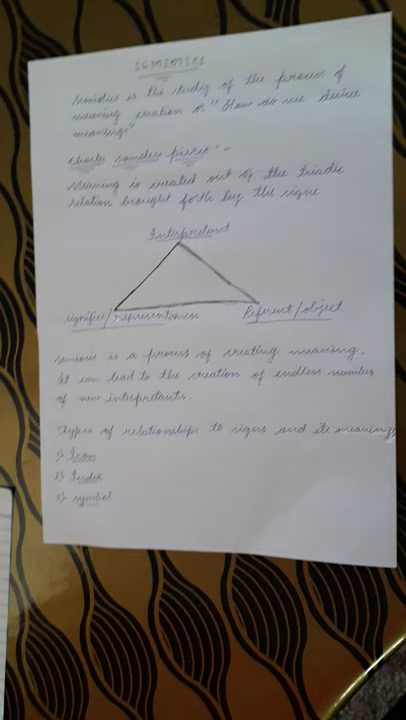 SEMIOTICS
Semiotics is the study of the process of
meaning creation or "How do we derive
meaning?"
Charles sanders pierce :-
Meaning is created out of the triadic
relation brought forth by the signs
Interpretand
signifier/representamen
Referent/object
semiosis is a process of creating meaning.
It can lead to the creation of endless number
of new interpretants.
Types of relationships to signs and its meanings
1) Icon
2) Index
3) symbol